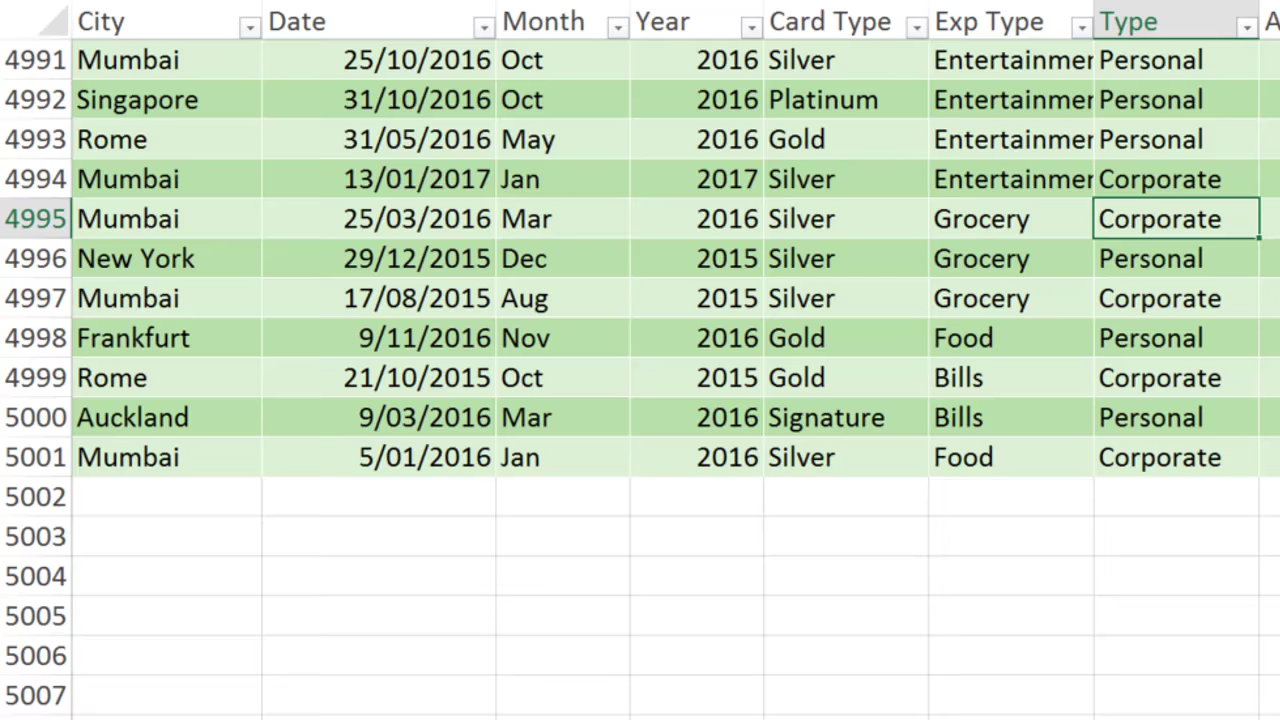 City Date Month Year Card Type Exp Type Type A
4991 Mumbai 25/10/2016 Oct 2016 Silver Entertainmen Personal
4992 Singapore 31/10/2016 Oct 2016 Platinum Entertainmen Personal
4993 Rome 31/05/2016 May 2016 Gold Entertainmen Personal
4994 Mumbai 13/01/2017 Jan 2017 Silver Entertainmen Corporate
4995 Mumbai 25/03/2016 Mar 2016 Silver Grocery Corporate
4996 New York 29/12/2015 Dec 2015 Silver Grocery Personal
4997 Mumbai 17/08/2015 Aug 2015 Silver Grocery Corporate
4998 Frankfurt 9/11/2016 Nov 2016 Gold Food Personal
4999 Rome 21/10/2015 Oct 2015 Gold Bills Corporate
5000 Auckland 9/03/2016 Mar 2016 Signature Bills Personal
5001 Mumbai 5/01/2016 Jan 2016 Silver Food Corporate
5002
5003
5004
5005
5006
5007